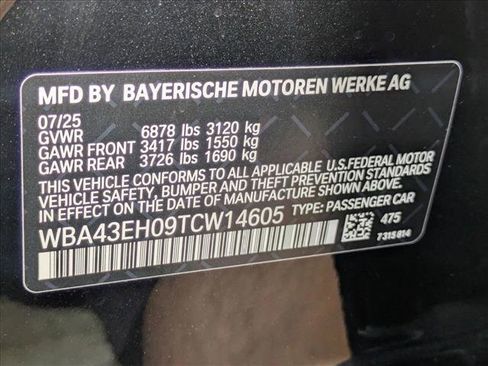 MFD BY BAYERISCHE MOTOREN WERKE AG
07/25
GVWR 6878 lbs 3120 kg
GAWR FRONT 3417 lbs 1550 kg
GAWR REAR 3726 lbs 1690 kg
THIS VEHICLE CONFORMS TO ALL APPLICABLE U.S.FEDERAL MOTOR
VEHICLE SAFETY, BUMPER AND THEFT PREVENTION STANDARDS
IN EFFECT ON THE DATE OF MANUFACTURE SHOWN ABOVE.
WBA43EH09TCW14605 TYPE: PASSENGER CAR
475
7315814